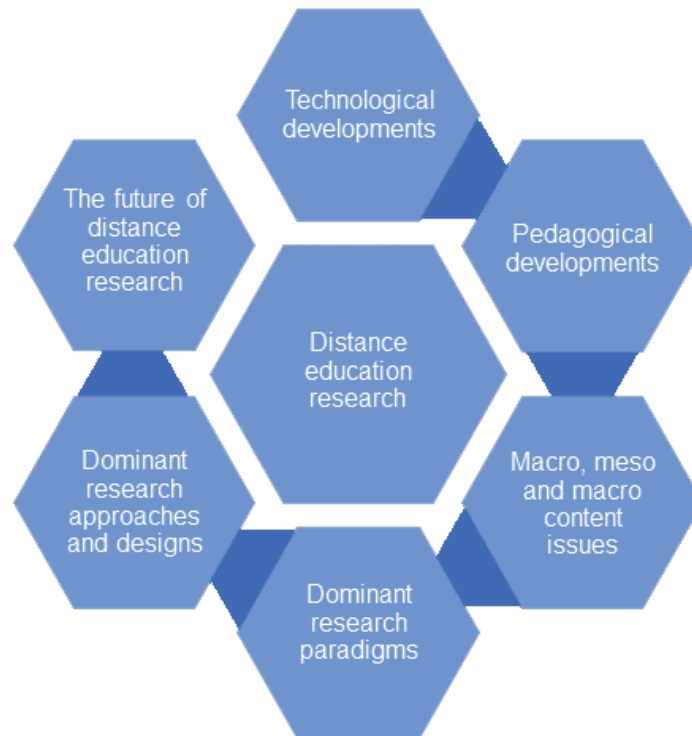 Technological
developments
Pedagogical
developments
Macro, meso
and macro
content
issues
Dominant
research
paradigms
Dominant
research
approaches
and designs
The future of
distance
education
research
Distance
education
research